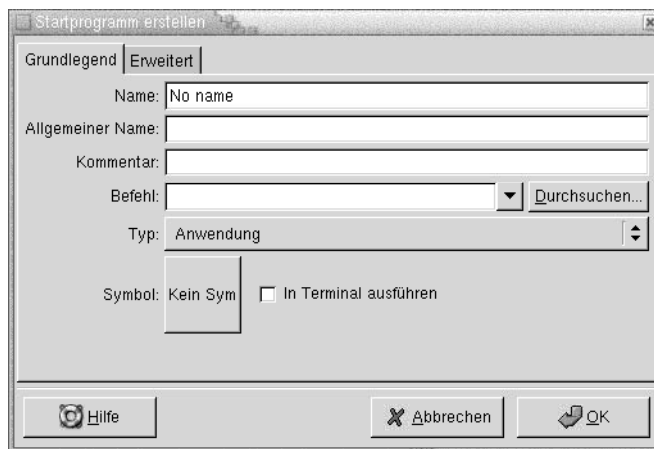 Startprogramm erstellen
Grundlegend Erweitert
Name: No name
Allgemeiner Name:
Kommentar:
Befehl: Durchsuchen...
Typ: Anwendung
Symbol: Kein Sym In Terminal ausführen
Hilfe Abbrechen OK